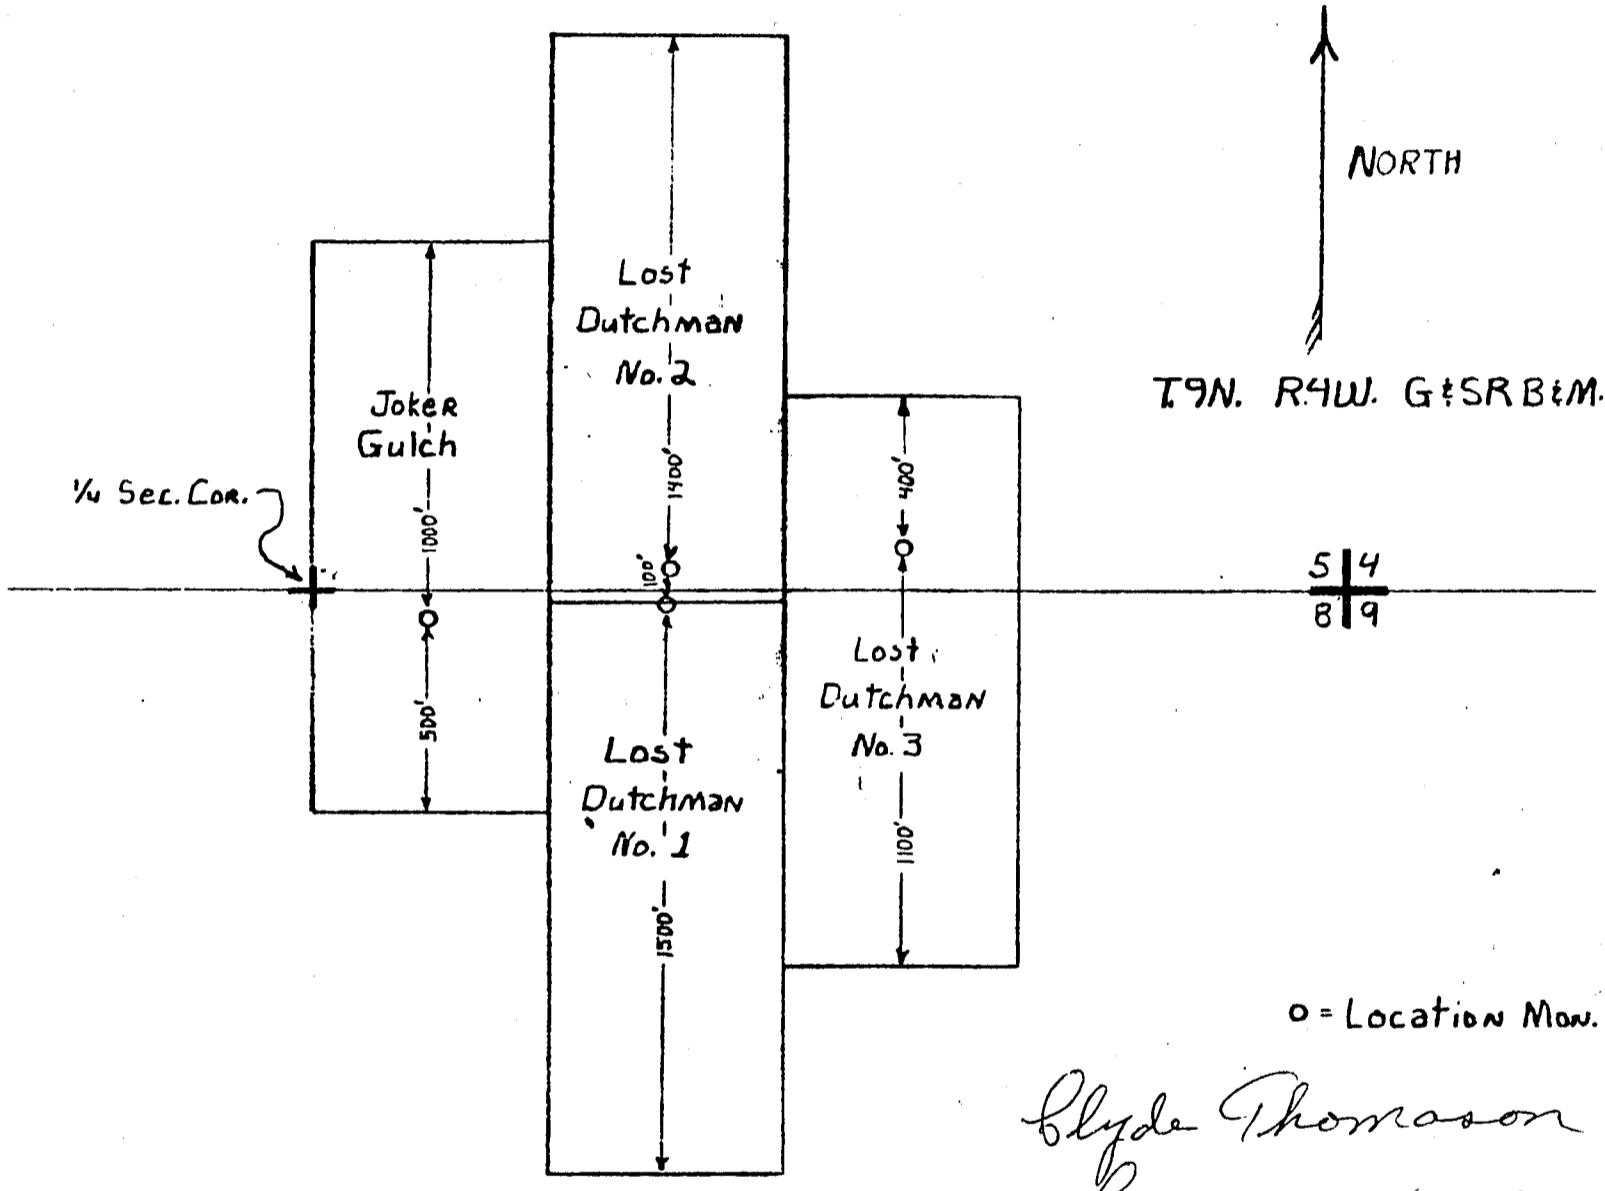 NORTH
T.9N. R.4W. G&SR B&M.
Lost
Dutchman
No. 2
1400'
100'
Joker
Gulch
1000'
500'
1/4 Sec. Cor.
400'
5 4
8 9
Lost
Dutchman
No. 3
1100'
Lost
Dutchman
No. 1
1500'
o = Location Mon.
Clyde Thomason